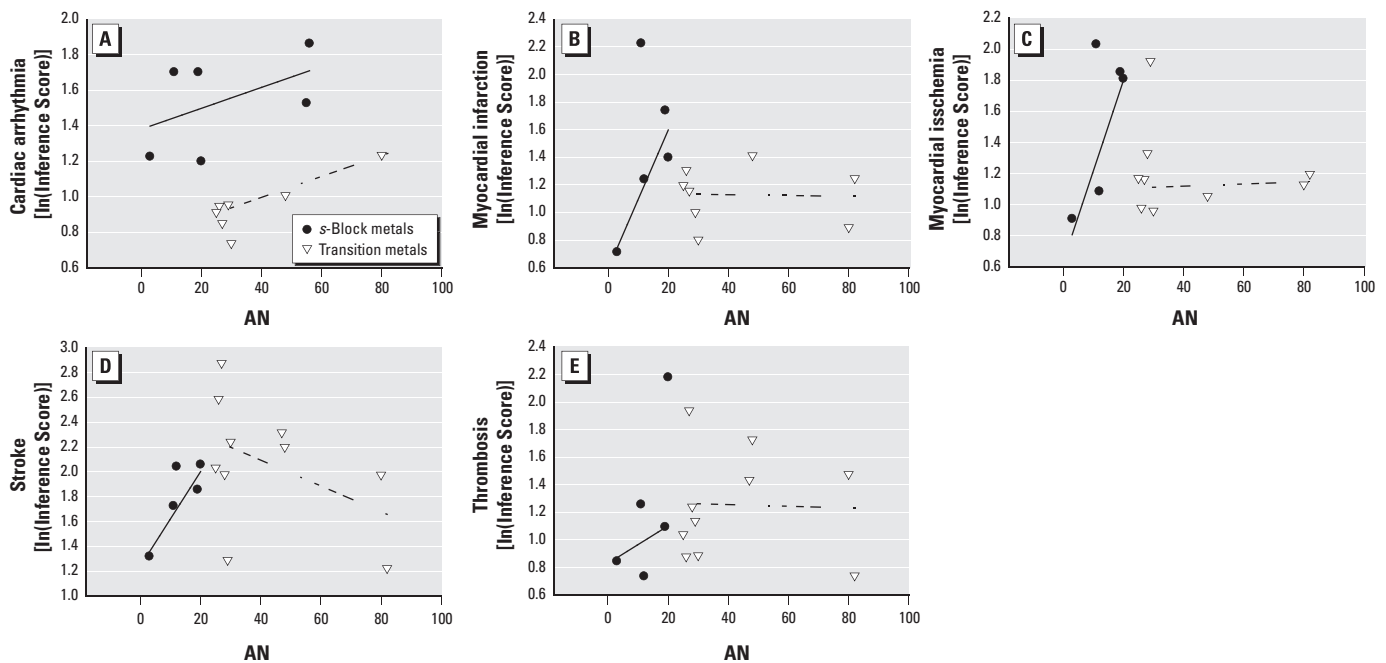 A
Cardiac arrhythmia
[ln(Inference Score)]
2.0
1.8
1.6
1.4
1.2
1.0
0.8
0.6
s-Block metals
Transition metals
0 20 40 60 80 100
AN
B
Myocardial infarction
[ln(Inference Score)]
2.4
2.2
2.0
1.8
1.6
1.4
1.2
1.0
0.8
0.6
0 20 40 60 80 100
AN
C
Myocardial isschemia
[ln(Inference Score)]
2.2
2.0
1.8
1.6
1.4
1.2
1.0
0.8
0.6
0 20 40 60 80 100
AN
D
Stroke
[ln(Inference Score)]
3.0
2.8
2.6
2.4
2.2
2.0
1.8
1.6
1.4
1.2
1.0
0 20 40 60 80 100
AN
E
Thrombosis
[ln(Inference Score)]
2.4
2.2
2.0
1.8
1.6
1.4
1.2
1.0
0.8
0.6
0 20 40 60 80 100
AN